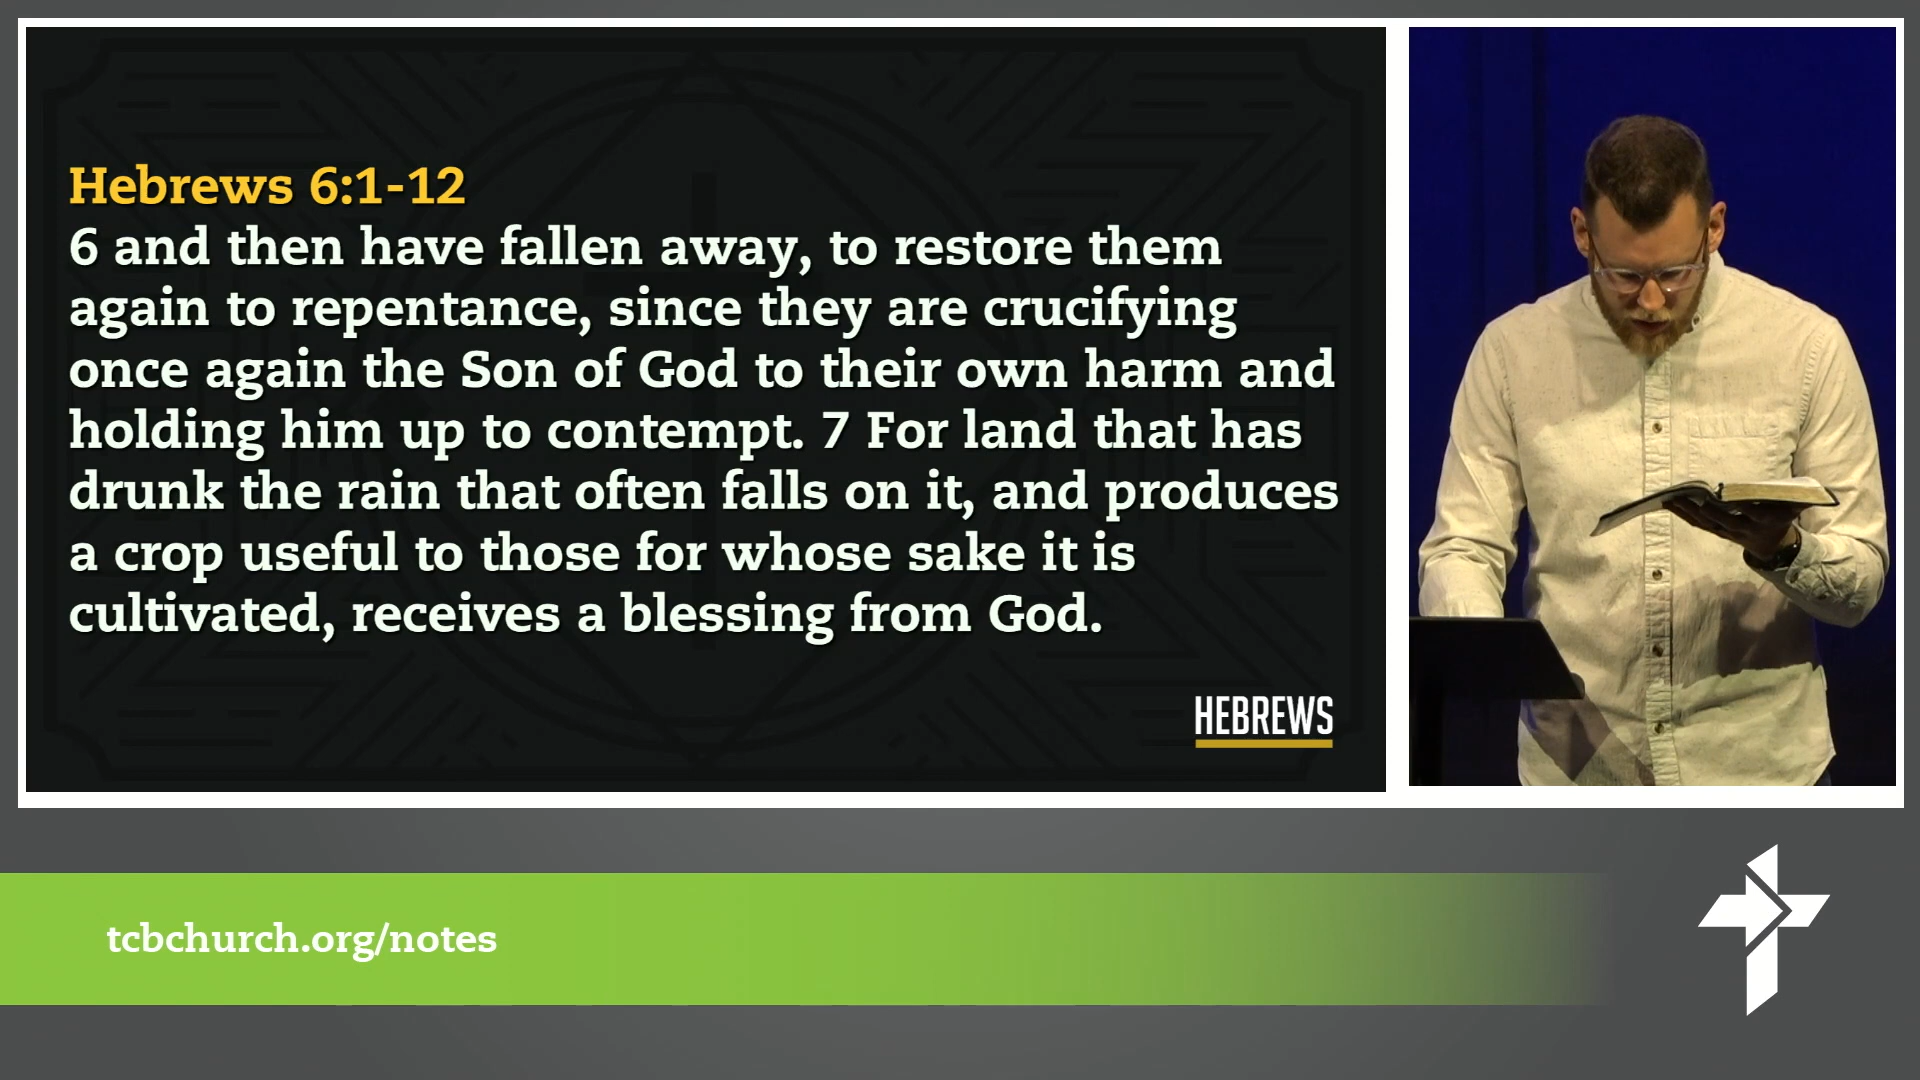 Hebrews 6:1-12
6 and then have fallen away, to restore them
again to repentance, since they are crucifying
once again the Son of God to their own harm and
holding him up to contempt. 7 For land that has
drunk the rain that often falls on it, and produces
a crop useful to those for whose sake it is
cultivated, receives a blessing from God.
HEBREWS
tcbchurch.org/notes